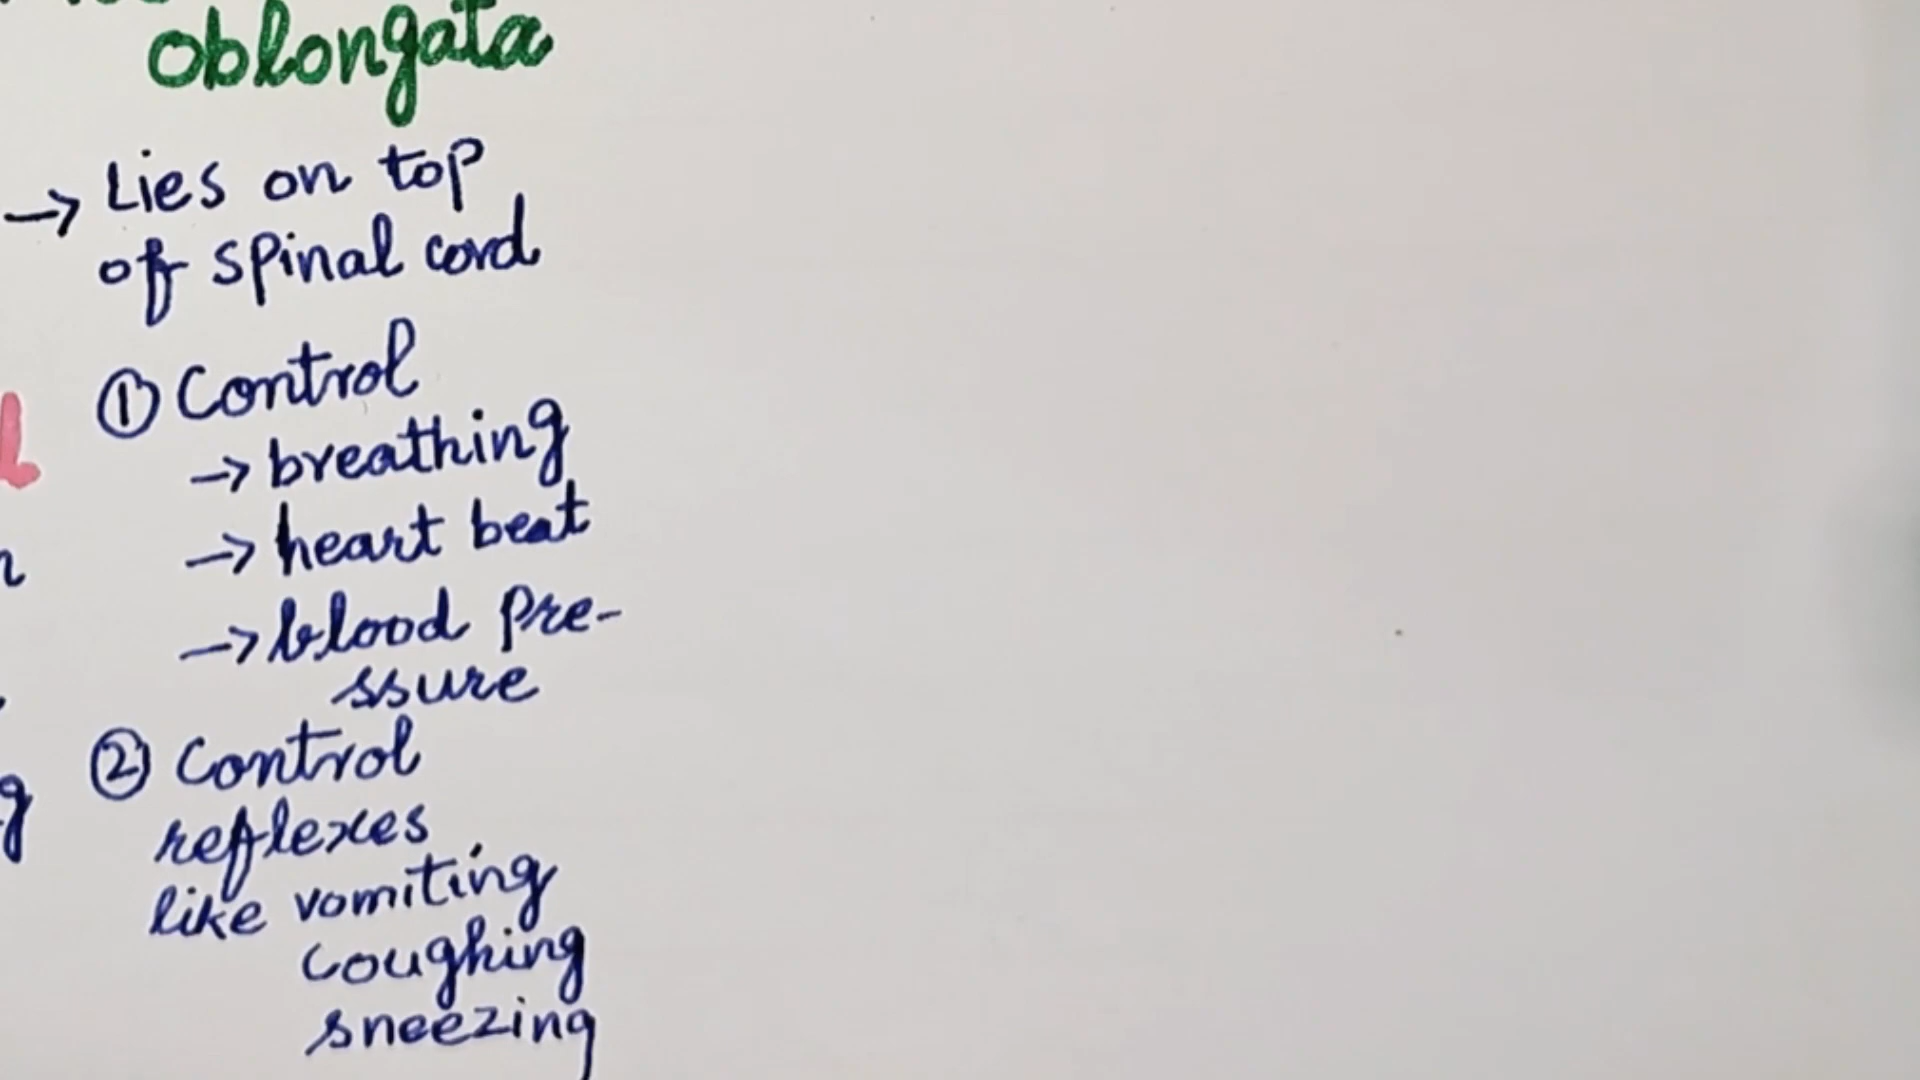 oblongata
→ Lies on top
of spinal cord
① Control
→ breathing
→ heart beat
→ blood pre-
ssure
② Control
reflexes
like vomiting
coughing
sneezing